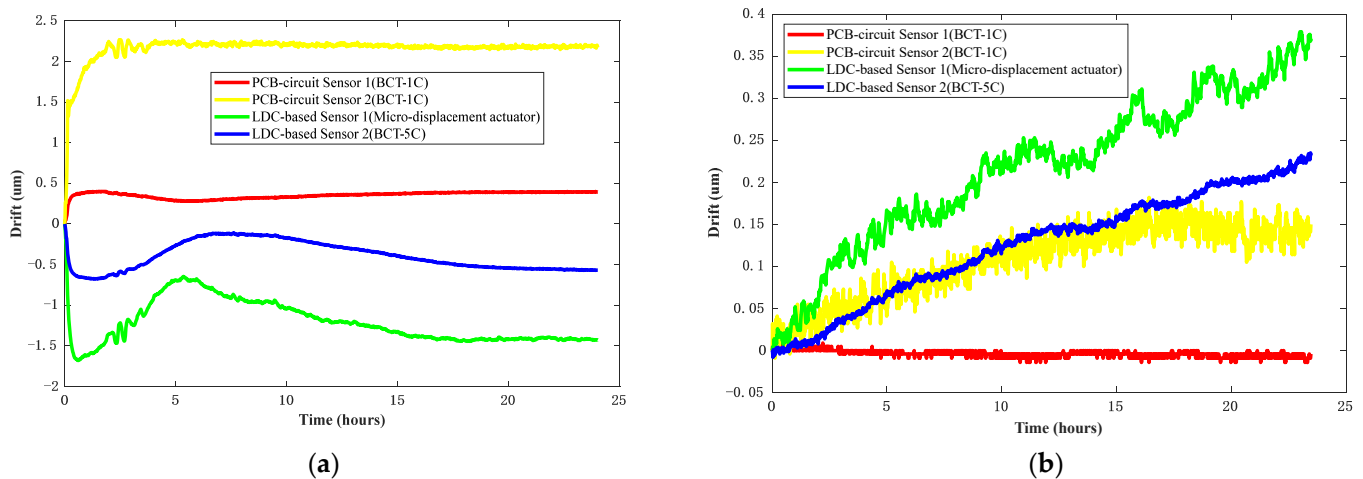 2.5
2
1.5
1
0.5
0
−0.5
−1
−1.5
−2
Drift (um)
0 5 10 15 20 25
Time (hours)
PCB-circuit Sensor 1(BCT-1C)
PCB-circuit Sensor 2(BCT-1C)
LDC-based Sensor 1(Micro-displacement actuator)
LDC-based Sensor 2(BCT-5C)
(a)
0.4
0.35
0.3
0.25
0.2
0.15
0.1
0.05
0
−0.05
Drift (um)
0 5 10 15 20 25
Time (hours)
PCB-circuit Sensor 1(BCT-1C)
PCB-circuit Sensor 2(BCT-1C)
LDC-based Sensor 1(Micro-displacement actuator)
LDC-based Sensor 2(BCT-5C)
(b)